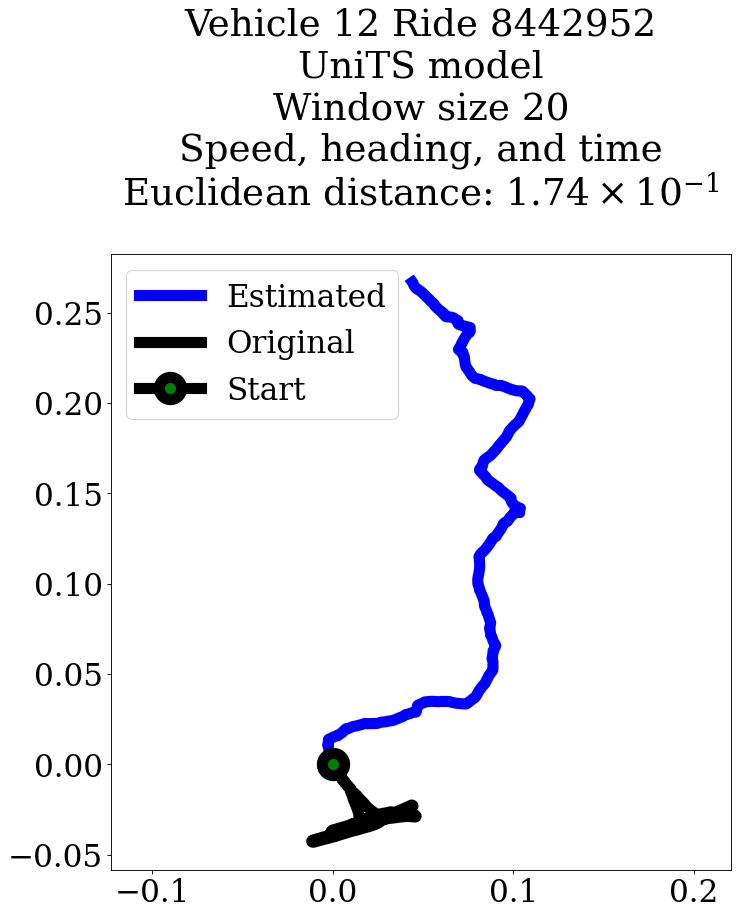 Vehicle 12 Ride 8442952
UniTS model
Window size 20
Speed, heading, and time
Euclidean distance: 1.74 × 10⁻¹
Estimated
Original
Start
0.25
0.20
0.15
0.10
0.05
0.00
−0.05
−0.1 0.0 0.1 0.2